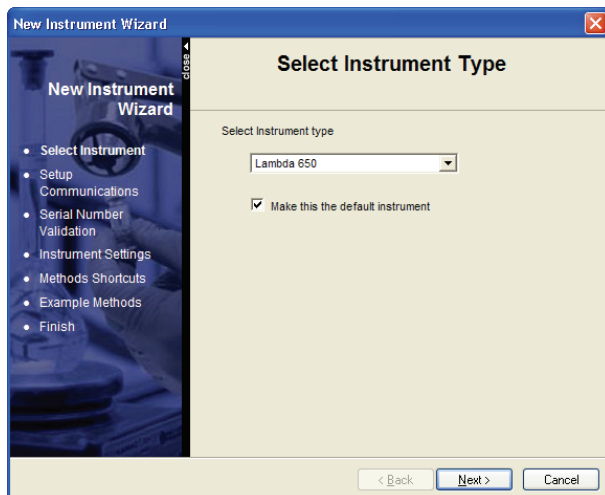 New Instrument Wizard
close
New Instrument
Wizard
Select Instrument
Setup
Communications
Serial Number
Validation
Instrument Settings
Methods Shortcuts
Example Methods
Finish
Select Instrument Type
Select Instrument type
Lambda 650
Make this the default instrument
< Back
Next >
Cancel